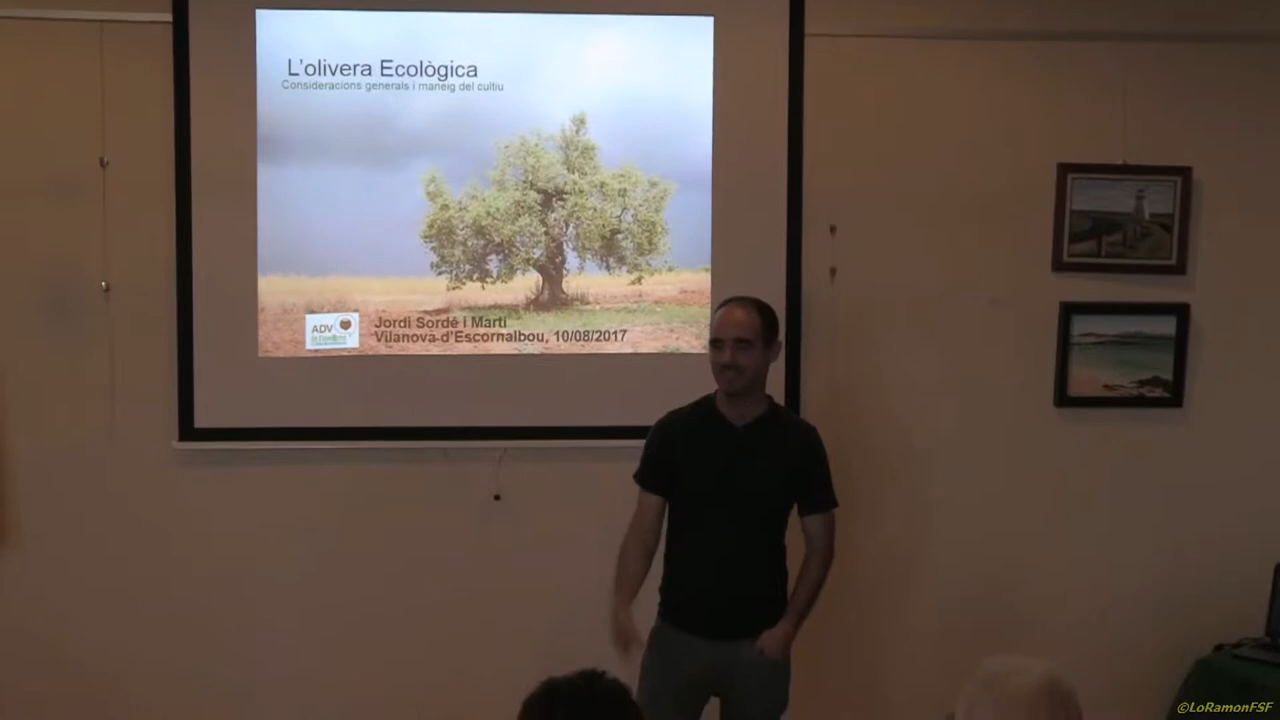 L'olivera Ecològica
Consideracions generals i maneig del cultiu
ADV
Jordi Sordé i Martí
Vilanova d'Escornalbou, 10/08/2017
©LoRamonFSF